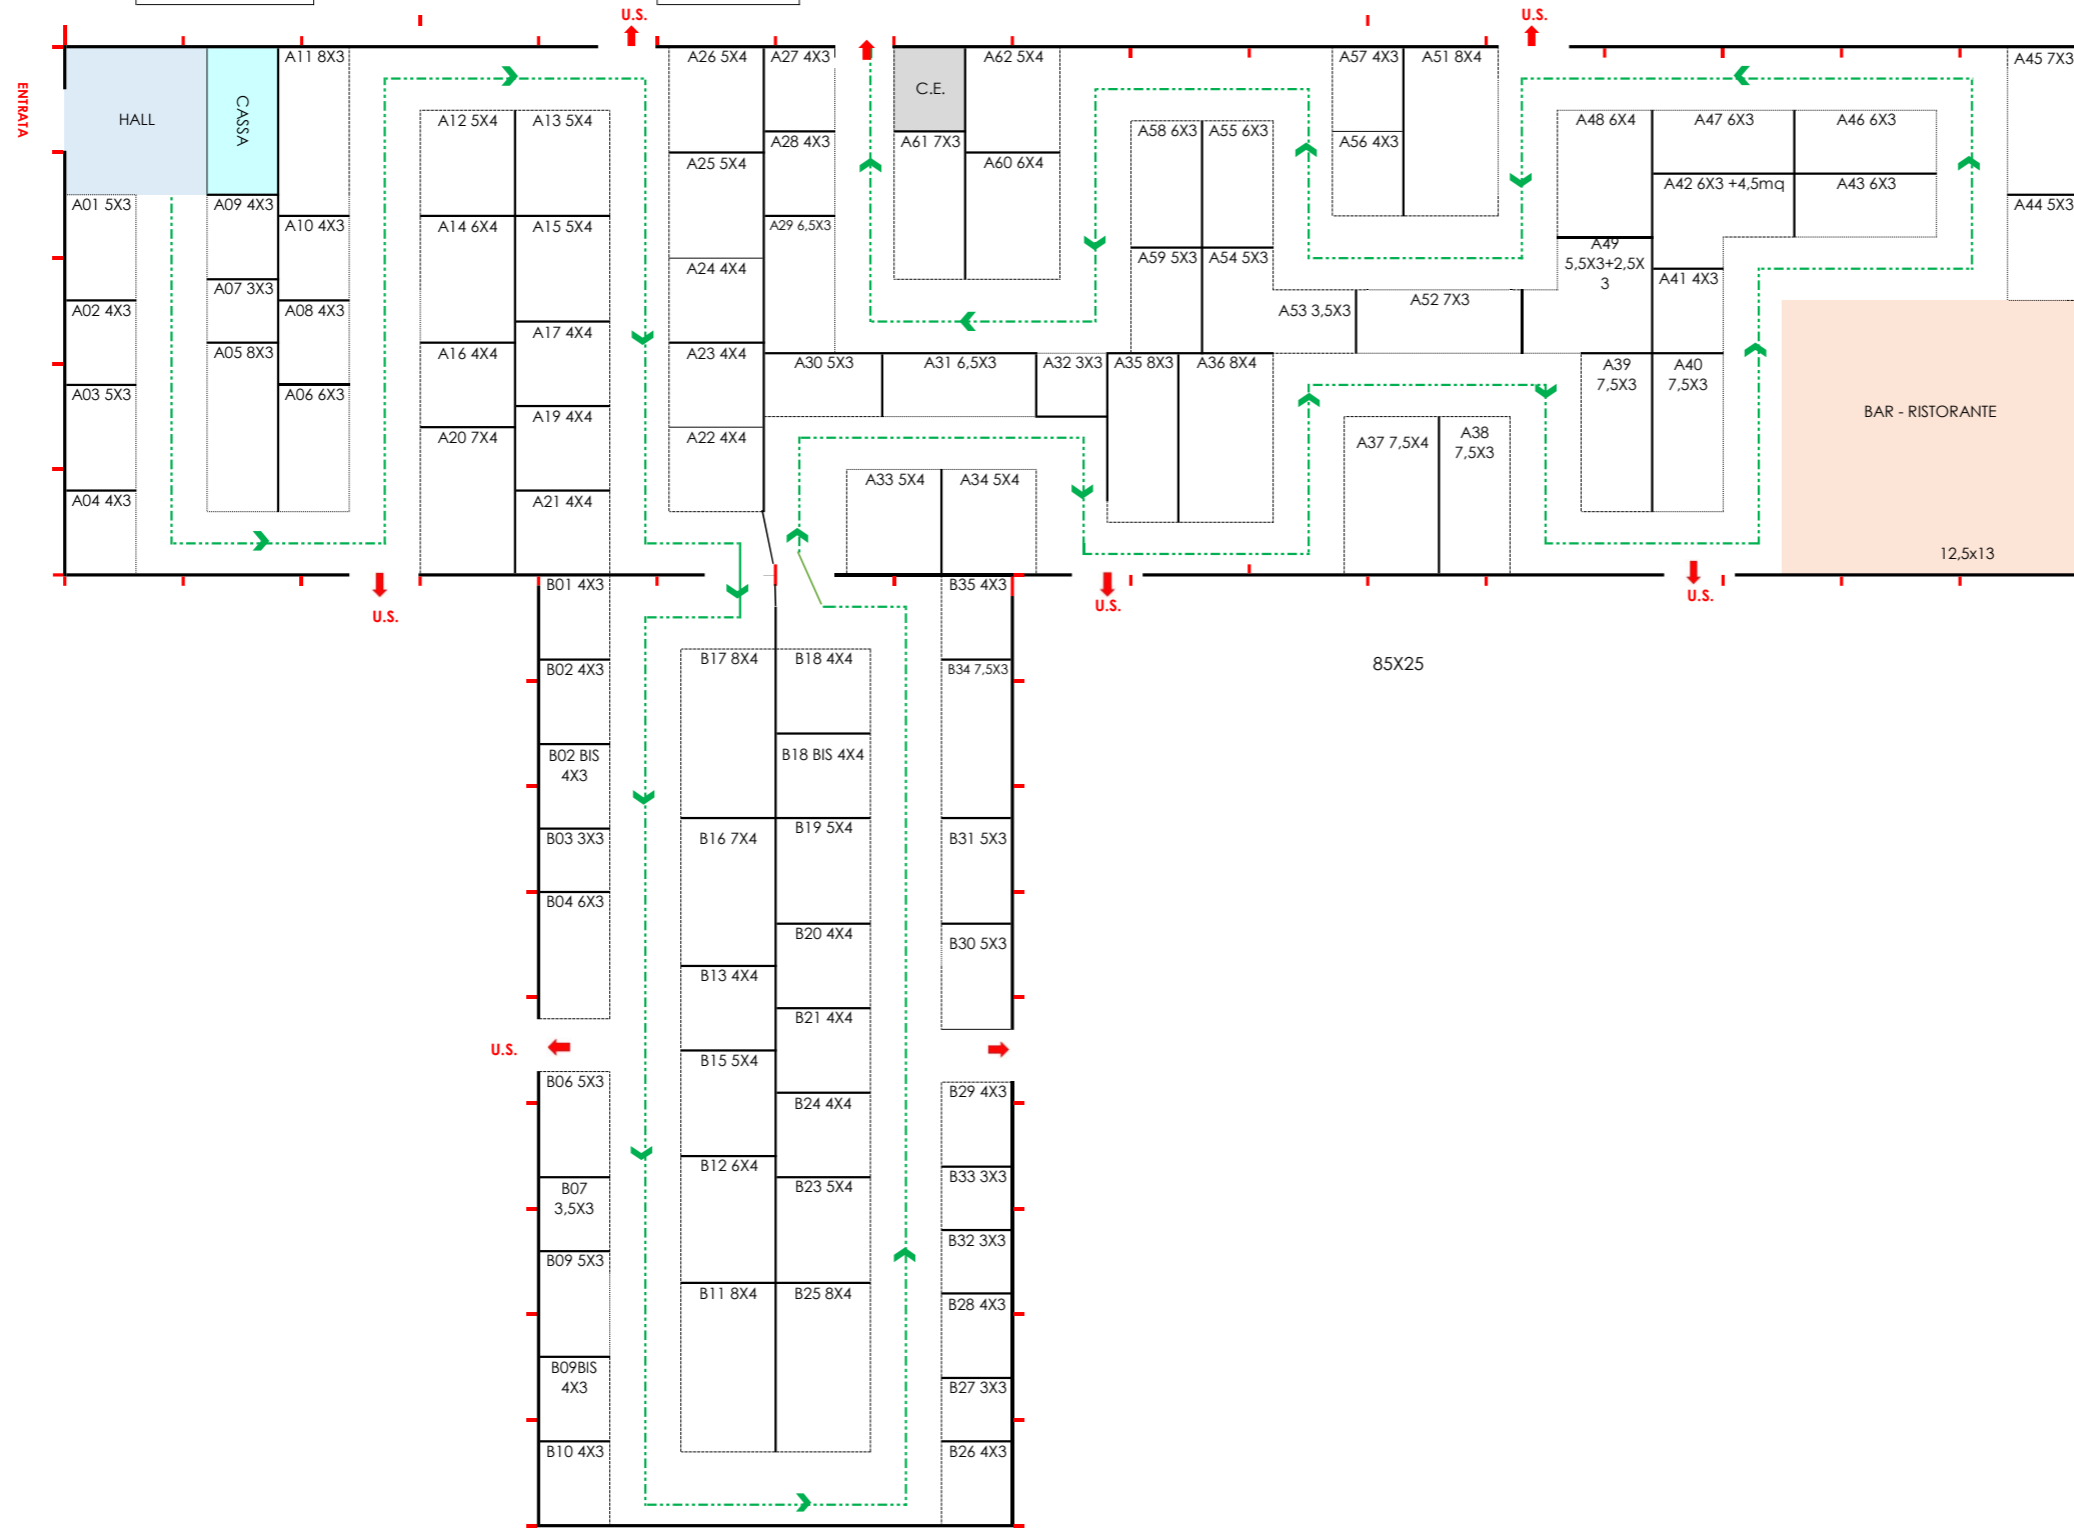 U.S.
U.S.
ENTRATA
HALL
CASSA
A11 8X3
A26 5X4
A27 4X3
C.E.
A62 5X4
A57 4X3
A51 8X4
A45 7X3
A12 5X4
A13 5X4
A25 5X4
A28 4X3
A61 7X3
A60 6X4
A58 6X3
A55 6X3
A56 4X3
A48 6X4
A47 6X3
A46 6X3
A42 6X3 +4,5mq
A43 6X3
A01 5X3
A09 4X3
A10 4X3
A14 6X4
A15 5X4
A29 6,5X3
A44 5X3
A24 4X4
A59 5X3
A54 5X3
A49
5,5X3+2,5X
3
A41 4X3
A07 3X3
A02 4X3
A08 4X3
A53 3,5X3
A52 7X3
A17 4X4
A05 8X3
A16 4X4
A23 4X4
A30 5X3
A31 6,5X3
A32 3X3
A35 8X3
A36 8X4
A39
7,5X3
A40
7,5X3
A03 5X3
A06 6X3
A19 4X4
A20 7X4
A22 4X4
A37 7,5X4
A38
7,5X3
BAR - RISTORANTE
A04 4X3
A21 4X4
A33 5X4
A34 5X4
12,5x13
B01 4X3
B35 4X3
U.S.
U.S.
U.S.
B02 4X3
B17 8X4
B18 4X4
B34 7,5X3
85X25
B02 BIS
4X3
B18 BIS 4X4
B03 3X3
B16 7X4
B19 5X4
B31 5X3
B04 6X3
B20 4X4
B30 5X3
B13 4X4
B21 4X4
U.S.
B15 5X4
B06 5X3
B24 4X4
B29 4X3
B12 6X4
B07
3,5X3
B23 5X4
B33 3X3
B32 3X3
B09 5X3
B11 8X4
B25 8X4
B28 4X3
B09BIS
4X3
B27 3X3
B10 4X3
B26 4X3